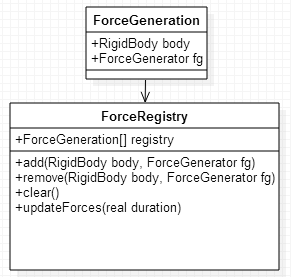 ForceGeneration
+RigidBody body
+ForceGenerator fg
ForceRegistry
+ForceGeneration[] registry
+add(RigidBody body, ForceGenerator fg)
+remove(RigidBody body, ForceGenerator fg)
+clear()
+updateForces(real duration)